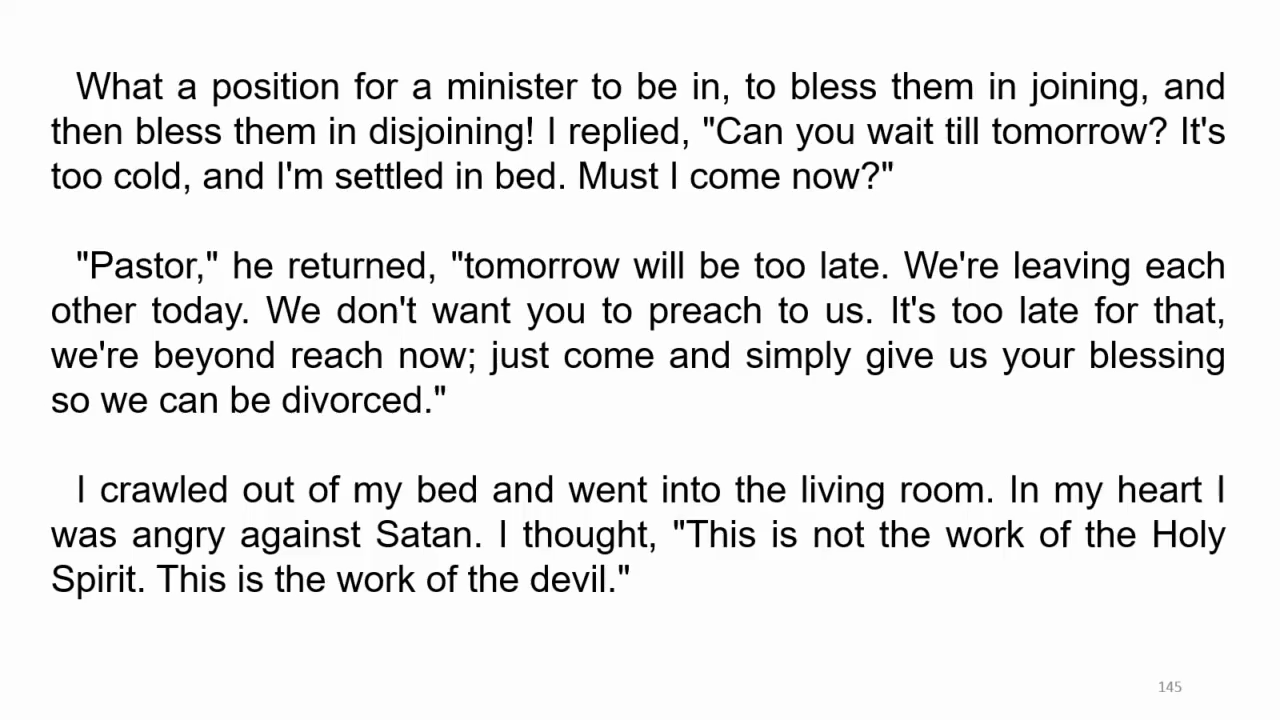 What a position for a minister to be in, to bless them in joining, and
then bless them in disjoining! I replied, "Can you wait till tomorrow? It's
too cold, and I'm settled in bed. Must I come now?"
"Pastor," he returned, "tomorrow will be too late. We're leaving each
other today. We don't want you to preach to us. It's too late for that,
we're beyond reach now; just come and simply give us your blessing
so we can be divorced."
I crawled out of my bed and went into the living room. In my heart I
was angry against Satan. I thought, "This is not the work of the Holy
Spirit. This is the work of the devil."
145